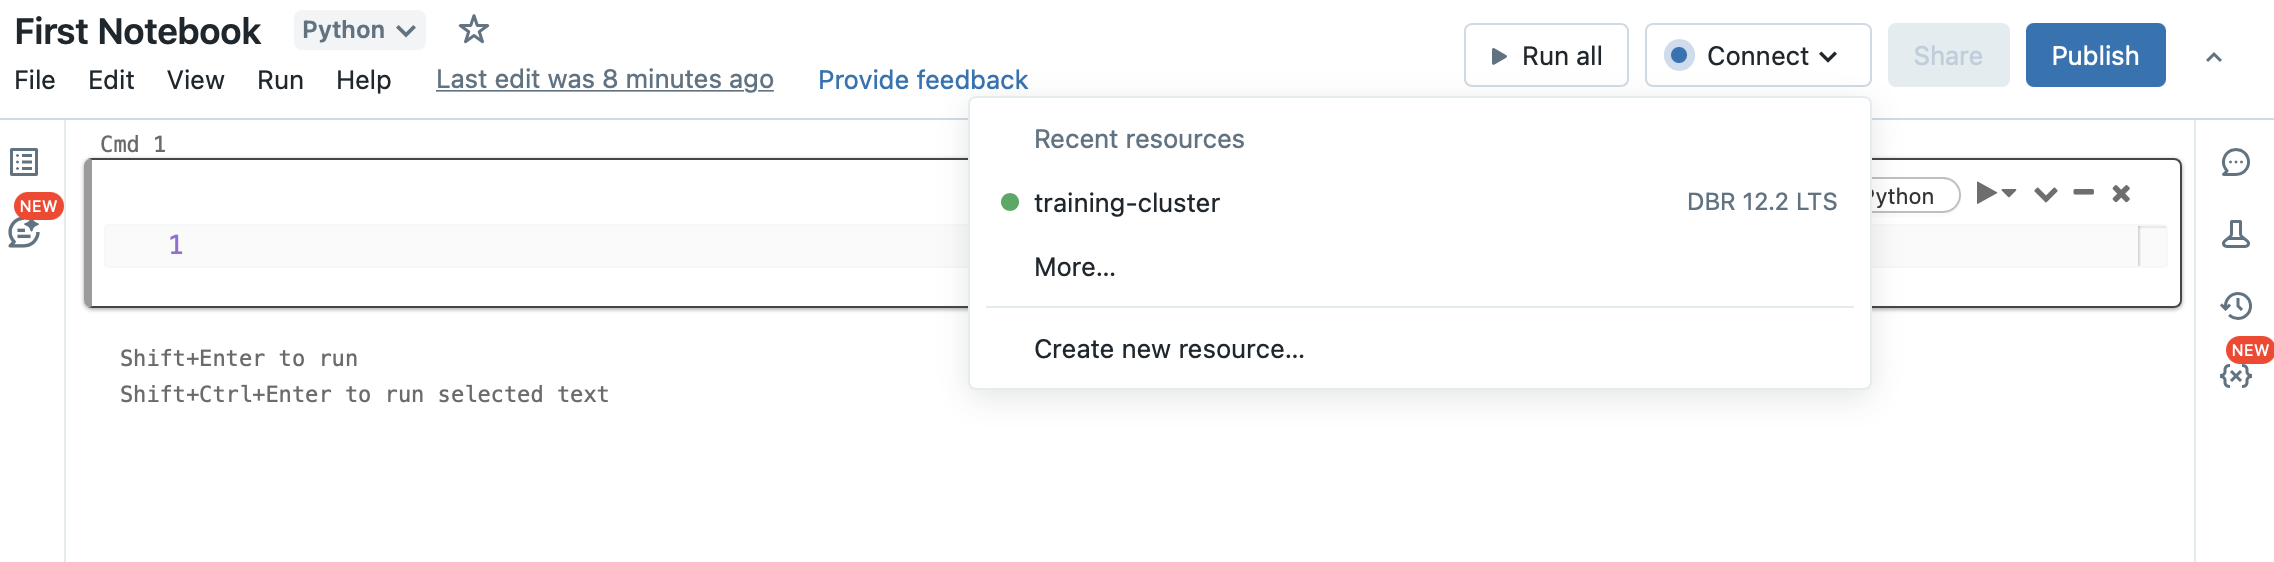 First Notebook Python
File Edit View Run Help Last edit was 8 minutes ago Provide feedback
Run all Connect Share Publish
Recent resources
training-cluster DBR 12.2 LTS
More...
Create new resource...
Cmd 1
ython
1
Shift+Enter to run
Shift+Ctrl+Enter to run selected text
NEW
NEW